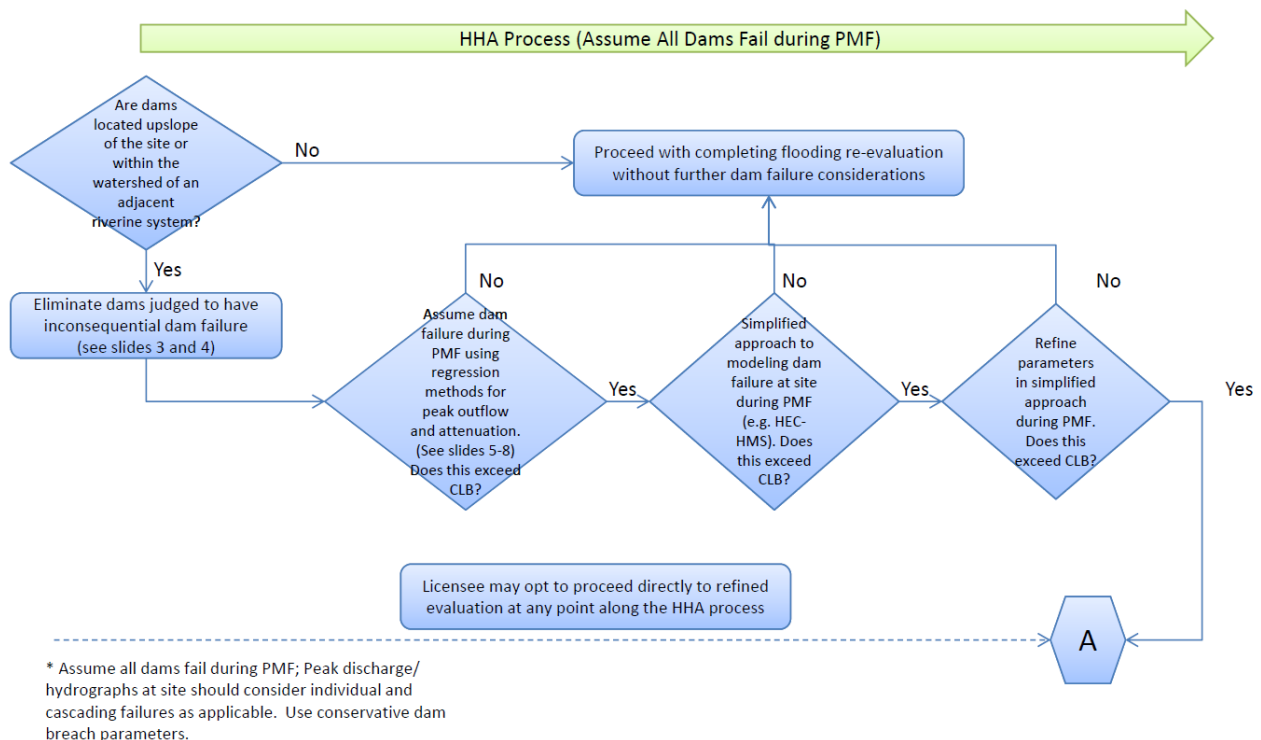 HHA Process (Assume All Dams Fail during PMF)
Are dams
located upslope
of the site or
within the
watershed of an
adjacent
riverine system?
No
Proceed with completing flooding re-evaluation
without further dam failure considerations
Yes
Eliminate dams judged to have
inconsequential dam failure
(see slides 3 and 4)
No
Assume dam
failure during
PMF using
regression
methods for
peak outflow
and attenuation.
(See slides 5-8)
Does this exceed
CLB?
Yes
No
Simplified
approach to
modeling dam
failure at site
during PMF
(e.g. HEC-
HMS). Does
this exceed
CLB?
Yes
No
Refine
parameters
in simplified
approach
during PMF.
Does this
exceed CLB?
Yes
Licensee may opt to proceed directly to refined
evaluation at any point along the HHA process
A
* Assume all dams fail during PMF; Peak discharge/
hydrographs at site should consider individual and
cascading failures as applicable.  Use conservative dam
breach parameters.